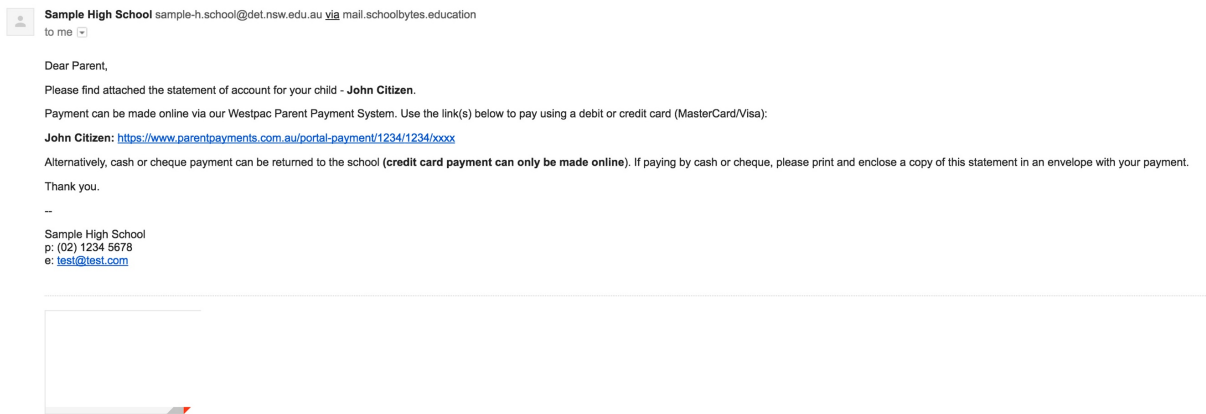 Sample High School sample-h.school@det.nsw.edu.au via mail.schoolbytes.education
to me
Dear Parent,
Please find attached the statement of account for your child - John Citizen.
Payment can be made online via our Westpac Parent Payment System. Use the link(s) below to pay using a debit or credit card (MasterCard/Visa):
John Citizen: https://www.parentpayments.com.au/portal-payment/1234/1234/xxxx
Alternatively, cash or cheque payment can be returned to the school (credit card payment can only be made online). If paying by cash or cheque, please print and enclose a copy of this statement in an envelope with your payment.
Thank you.
--
Sample High School
p: (02) 1234 5678
e: test@test.com